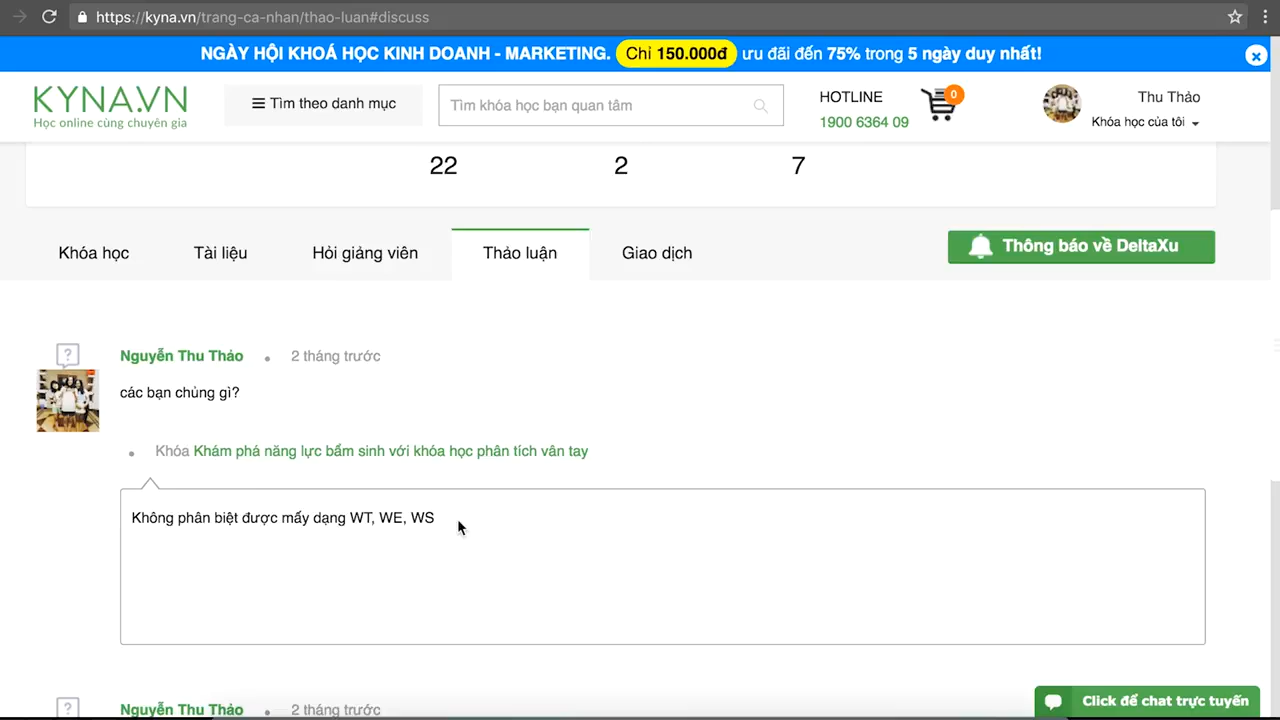 https://kyna.vn/trang-ca-nhan/thao-luan#discuss
NGÀY HỘI KHOÁ HỌC KINH DOANH - MARKETING. Chỉ 150.000đ ưu đãi đến 75% trong 5 ngày duy nhất!
KYNA.VN
Học online cùng chuyên gia
Tìm theo danh mục
Tìm khóa học bạn quan tâm
HOTLINE
1900 6364 09
0
Thu Thảo
Khóa học của tôi
22 2 7
Khóa học Tài liệu Hỏi giảng viên Thảo luận Giao dịch
Thông báo về DeltaXu
Nguyễn Thu Thảo • 2 tháng trước
các bạn chủng gì?
• Khóa Khám phá năng lực bẩm sinh với khóa học phân tích vân tay
Không phân biệt được mấy dạng WT, WE, WS
Nguyễn Thu Thảo • 2 tháng trước
Click để chat trực tuyến